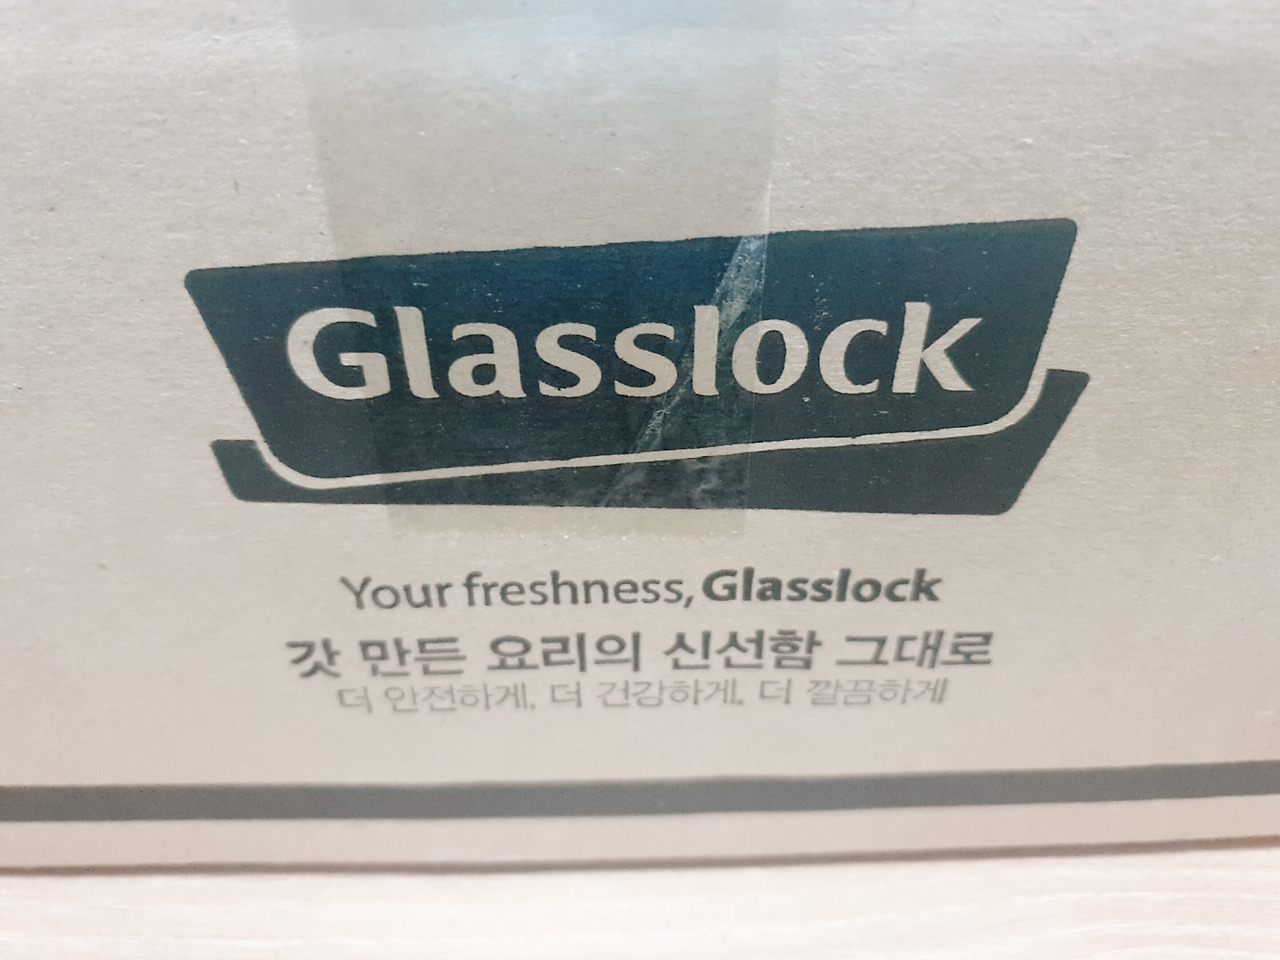 Glasslock
Your freshness, Glasslock
갓 만든 요리의 신선함 그대로
더 안전하게, 더 건강하게, 더 깔끔하게